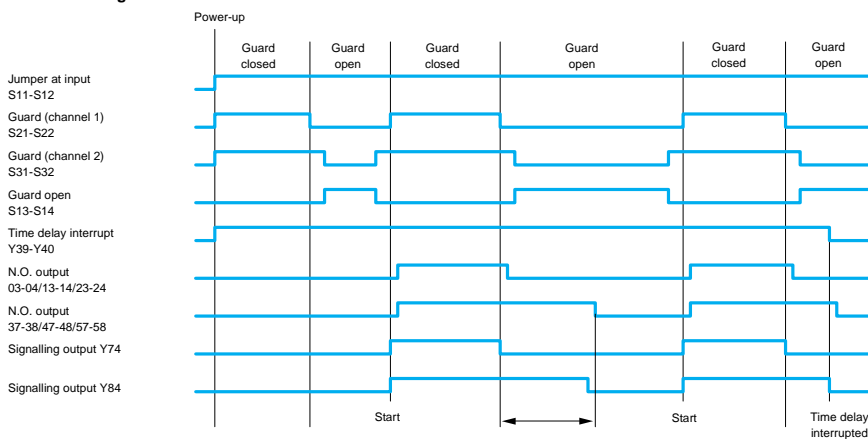 Power-up
Guard closed
Guard open
Guard closed
Guard open
Guard closed
Guard open
Jumper at input
S11-S12
Guard (channel 1)
S21-S22
Guard (channel 2)
S31-S32
Guard open
S13-S14
Time delay interrupt
Y39-Y40
N.O. output
03-04/13-14/23-24
N.O. output
37-38/47-48/57-58
Signalling output Y74
Signalling output Y84
Start
Start
Time delay
interrupted